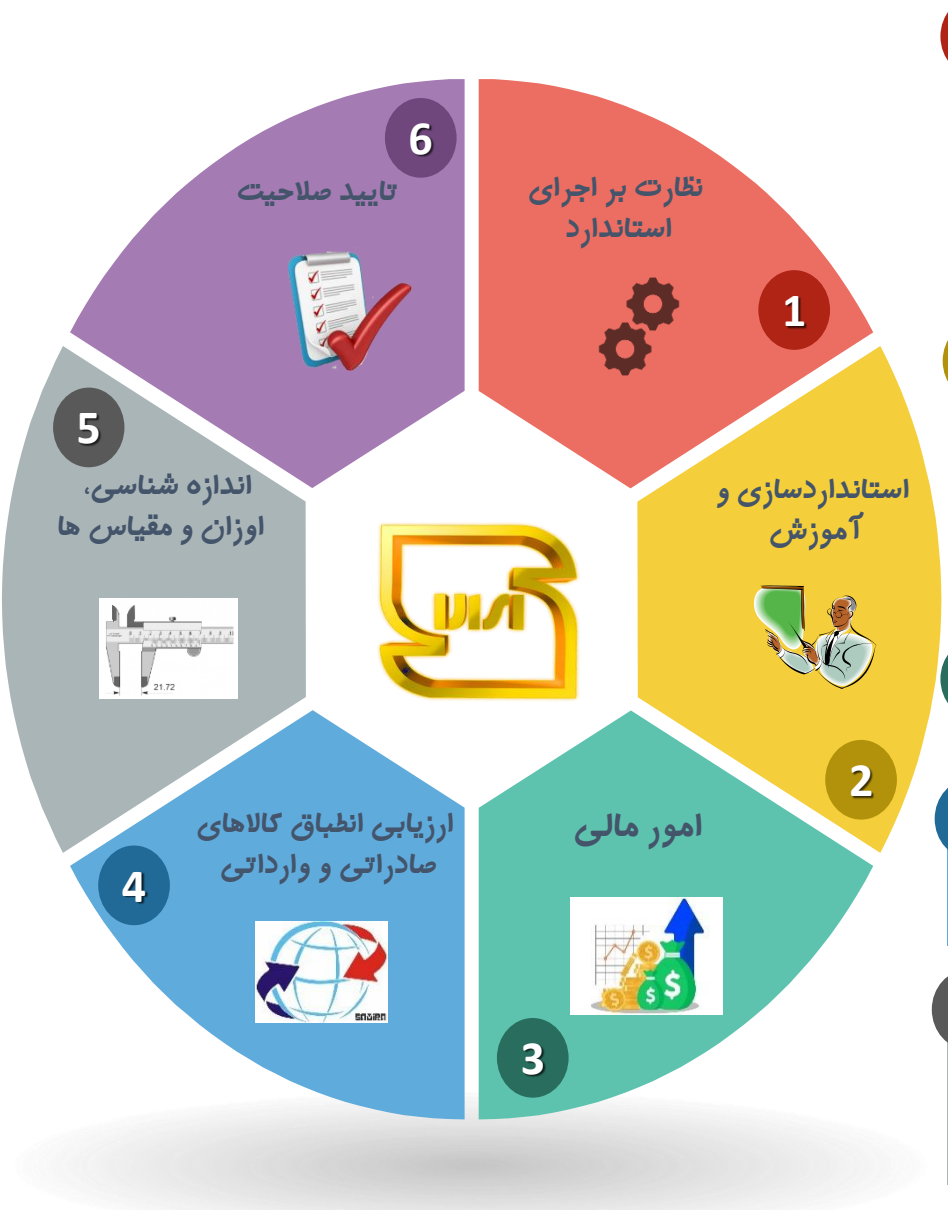 6
تایید صلاحیت
نظارت بر اجرای
استاندارد
1
5
اندازه شناسی،
اوزان و مقیاس ها
21.72
استانداردسازی و
آموزش
2
ارزیابی انطباق کالاهای
صادراتی و وارداتی
4
امور مالی
3